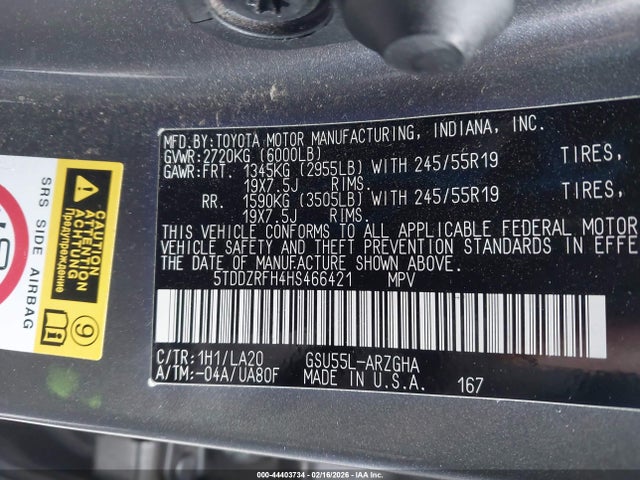 MFD.BY:TOYOTA MOTOR MANUFACTURING, INDIANA, INC.
GVWR:2720KG (6000LB)
GAWR:FRT. 1345KG (2955LB) WITH 245/55R19 TIRES,
19X7.5J RIMS.
RR. 1590KG (3505LB) WITH 245/55R19 TIRES,
19X7.5J RIMS.
THIS VEHICLE CONFORMS TO ALL APPLICABLE FEDERAL MOTOR
VEHICLE SAFETY AND THEFT PREVENTION STANDARDS IN EFFE
THE DATE OF MANUFACTURE SHOWN ABOVE.
5TDDZRFH4HS466421 MPV
C/TR:1H1/LA20 GSU55L-ARZGHA
A/TM:-04A/UA80F MADE IN U.S.A. 167
SRS SIDE AIRBAG
CAUTION
ATTENTION
Предупреждение
9
000-44403734 - 02/16/2026 - IAAI.com